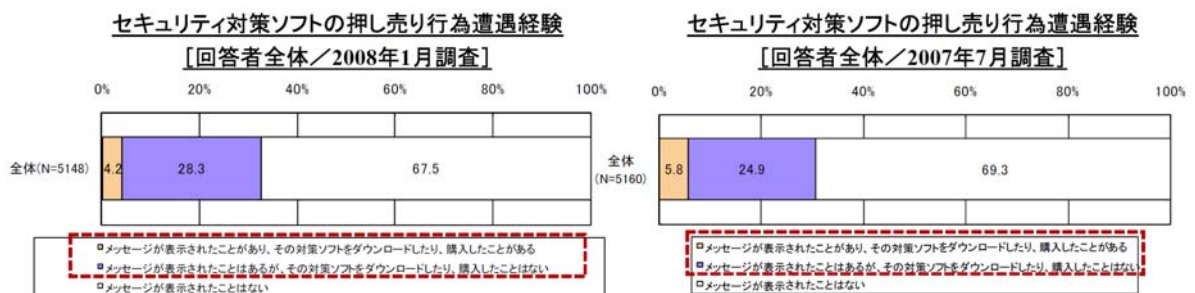 セキュリティ対策ソフトの押し売り行為遭遇経験
[回答者全体／2008年1月調査]
0% 20% 40% 60% 80% 100%
全体(N=5148) 4.2 28.3 67.5
メッセージが表示されたことがあり、その対策ソフトをダウンロードしたり、購入したことがある
メッセージが表示されたことはあるが、その対策ソフトをダウンロードしたり、購入したことはない
メッセージが表示されたことはない
セキュリティ対策ソフトの押し売り行為遭遇経験
[回答者全体／2007年7月調査]
0% 20% 40% 60% 80% 100%
全体
(N=5160)
5.8 24.9 69.3
メッセージが表示されたことがあり、その対策ソフトをダウンロードしたり、購入したことがある
メッセージが表示されたことはあるが、その対策ソフトをダウンロードしたり、購入したことはない
メッセージが表示されたことはない